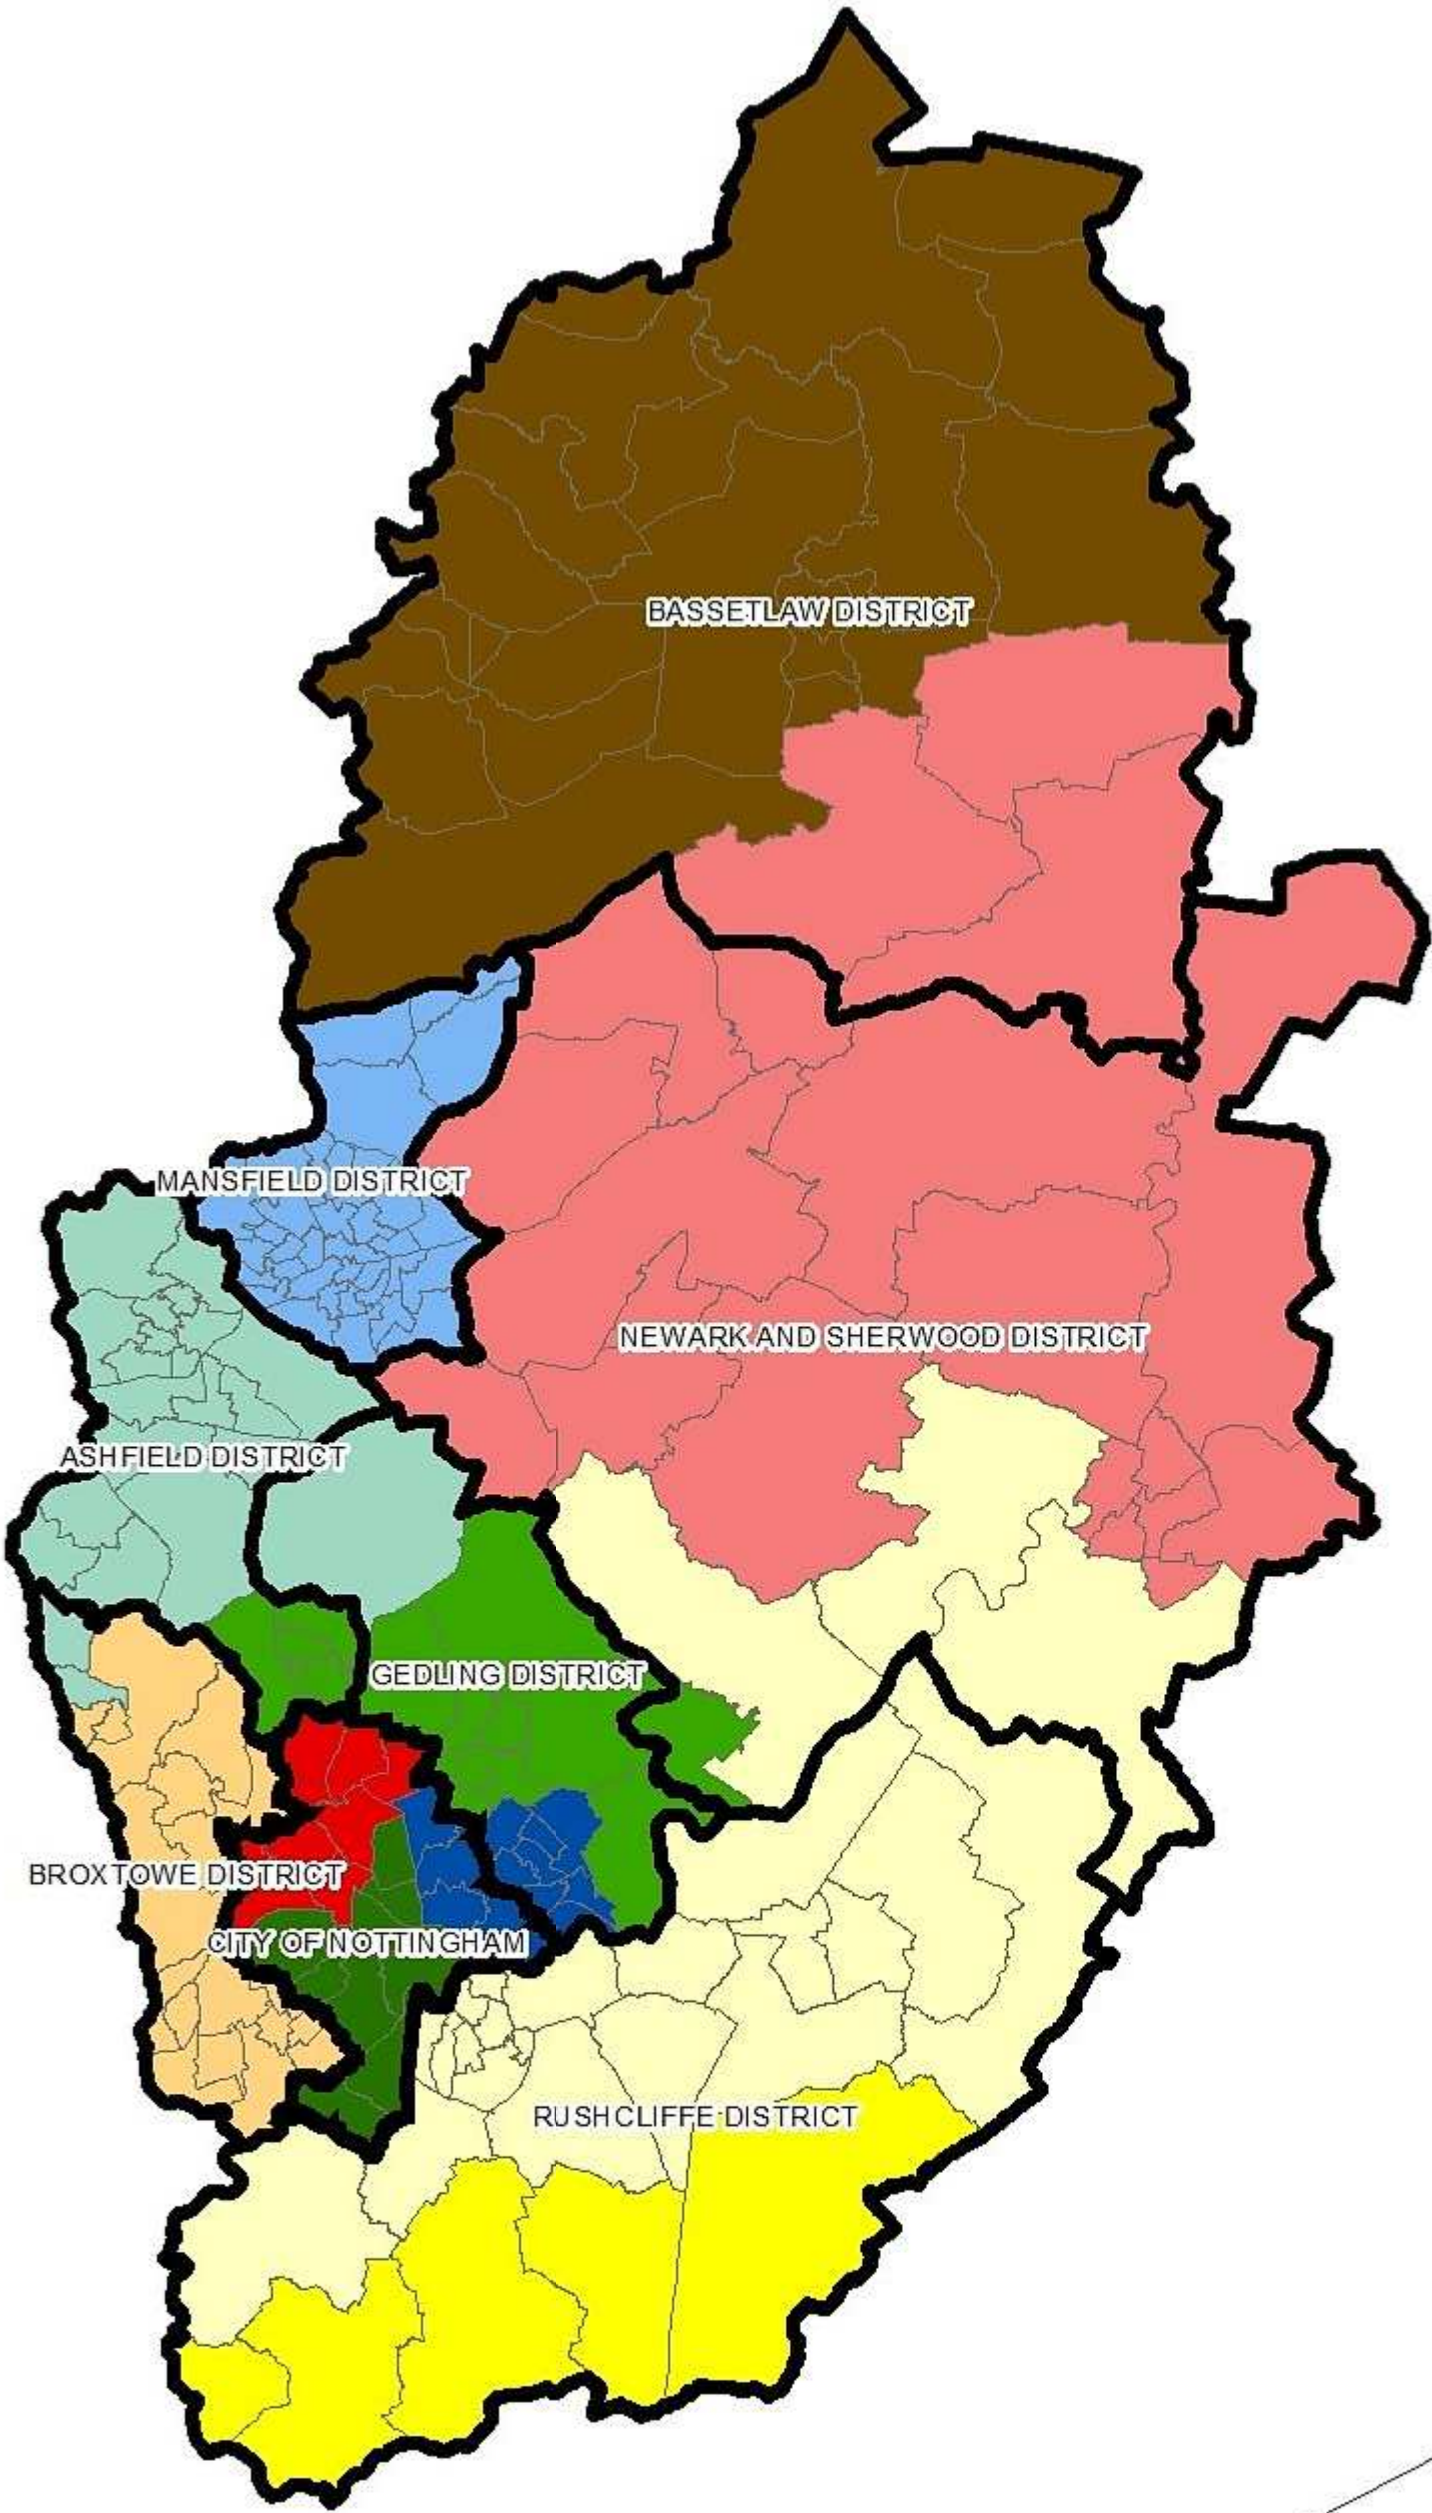 BASSETLAW DISTRICT
MANSFIELD DISTRICT
NEWARK AND SHERWOOD DISTRICT
ASHFIELD DISTRICT
GEDLING DISTRICT
BROXTOWE DISTRICT
CITY OF NOTTINGHAM
RUSHCLIFFE DISTRICT